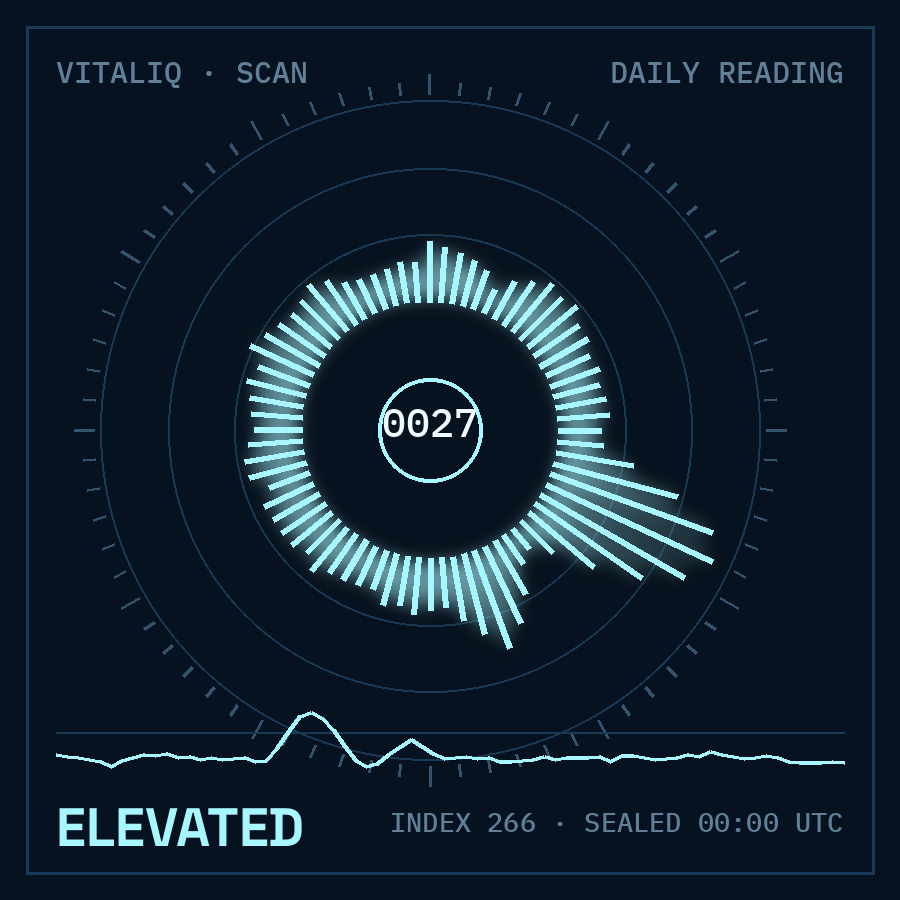 VITALIQ · SCAN
DAILY READING
0027
ELEVATED
INDEX 266 · SEALED 00:00 UTC